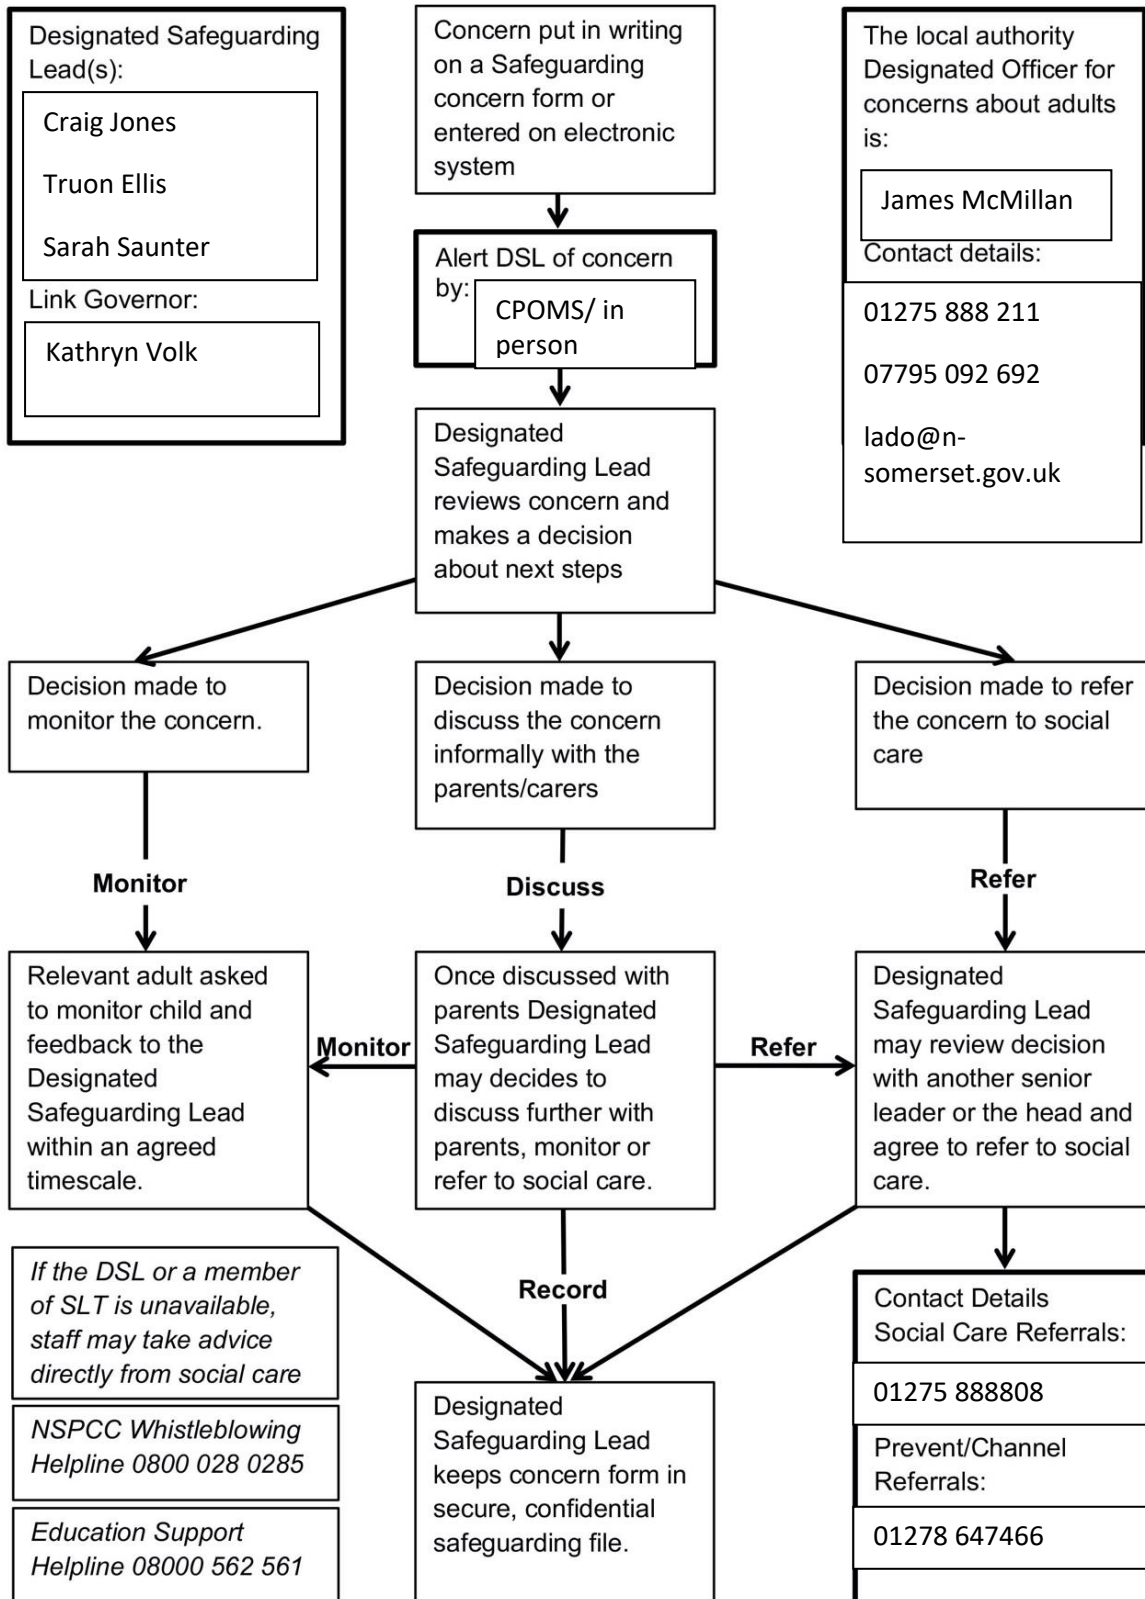 Designated Safeguarding
Lead(s):
Craig Jones
Truon Ellis
Sarah Saunter
Link Governor:
Kathryn Volk
Concern put in writing
on a Safeguarding
concern form or
entered on electronic
system
The local authority
Designated Officer for
concerns about adults
is:
James McMillan
Contact details:
01275 888 211
07795 092 692
lado@n-
somerset.gov.uk
Alert DSL of concern
by:
CPOMS/ in
person
Designated
Safeguarding Lead
reviews concern and
makes a decision
about next steps
Decision made to
monitor the concern.
Decision made to
discuss the concern
informally with the
parents/carers
Decision made to refer
the concern to social
care
Monitor
Discuss
Refer
Relevant adult asked
to monitor child and
feedback to the
Designated
Safeguarding Lead
within an agreed
timescale.
Monitor
Once discussed with
parents Designated
Safeguarding Lead
may decides to
discuss further with
parents, monitor or
refer to social care.
Refer
Designated
Safeguarding Lead
may review decision
with another senior
leader or the head and
agree to refer to social
care.
If the DSL or a member
of SLT is unavailable,
staff may take advice
directly from social care
NSPCC Whistleblowing
Helpline 0800 028 0285
Education Support
Helpline 08000 562 561
Record
Designated
Safeguarding Lead
keeps concern form in
secure, confidential
safeguarding file.
Contact Details
Social Care Referrals:
01275 888808
Prevent/Channel
Referrals:
01278 647466